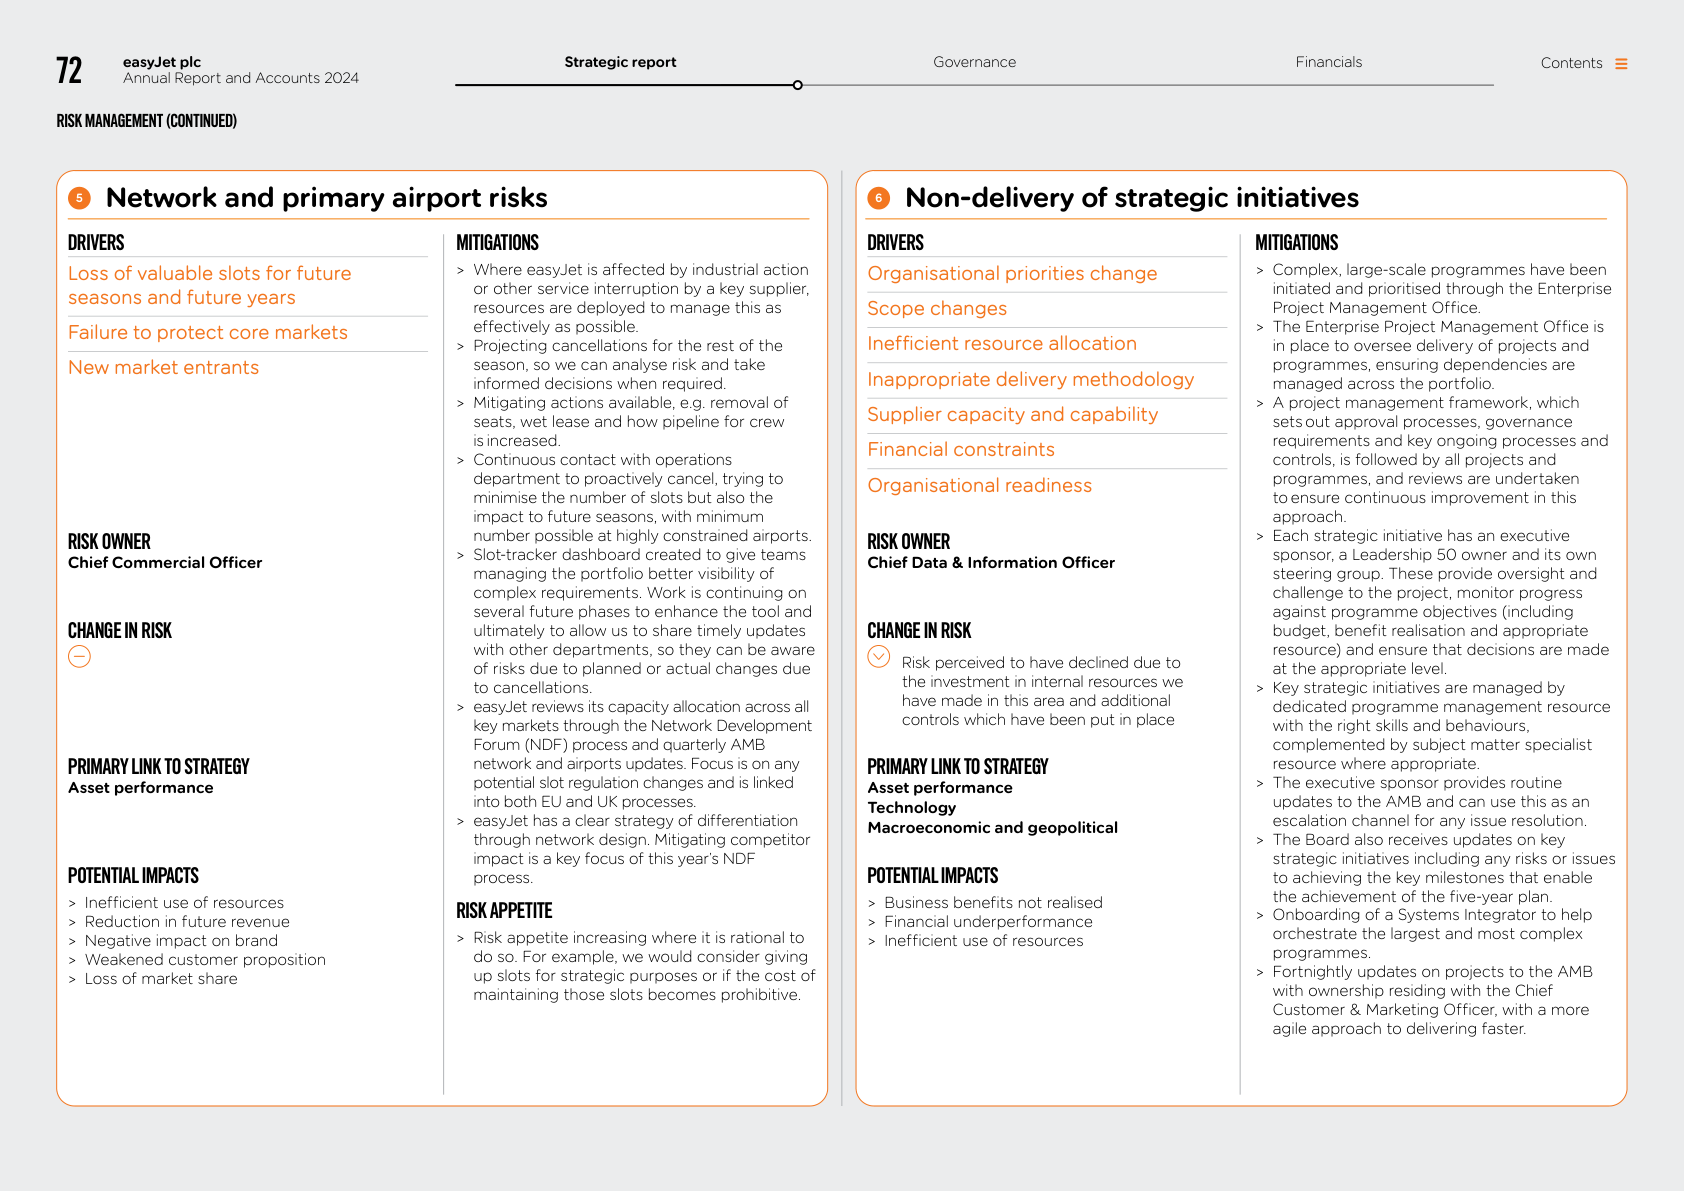 72
easyJet plc
Annual Report and Accounts 2024
Strategic report
Governance
Financials
Contents
RISK MANAGEMENT (CONTINUED)
5 Network and primary airport risks
DRIVERS
Loss of valuable slots for future
seasons and future years
Failure to protect core markets
New market entrants
RISK OWNER
Chief Commercial Officer
CHANGE IN RISK
PRIMARY LINK TO STRATEGY
Asset performance
POTENTIAL IMPACTS
> Inefficient use of resources
> Reduction in future revenue
> Negative impact on brand
> Weakened customer proposition
> Loss of market share
MITIGATIONS
> Where easyJet is affected by industrial action
or other service interruption by a key supplier,
resources are deployed to manage this as
effectively as possible.
> Projecting cancellations for the rest of the
season, so we can analyse risk and take
informed decisions when required.
> Mitigating actions available, e.g. removal of
seats, wet lease and how pipeline for crew
is increased.
> Continuous contact with operations
department to proactively cancel, trying to
minimise the number of slots but also the
impact to future seasons, with minimum
number possible at highly constrained airports.
> Slot-tracker dashboard created to give teams
managing the portfolio better visibility of
complex requirements. Work is continuing on
several future phases to enhance the tool and
ultimately to allow us to share timely updates
with other departments, so they can be aware
of risks due to planned or actual changes due
to cancellations.
> easyJet reviews its capacity allocation across all
key markets through the Network Development
Forum (NDF) process and quarterly AMB
network and airports updates. Focus is on any
potential slot regulation changes and is linked
into both EU and UK processes.
> easyJet has a clear strategy of differentiation
through network design. Mitigating competitor
impact is a key focus of this year's NDF
process.
RISK APPETITE
> Risk appetite increasing where it is rational to
do so. For example, we would consider giving
up slots for strategic purposes or if the cost of
maintaining those slots becomes prohibitive.
6 Non-delivery of strategic initiatives
DRIVERS
Organisational priorities change
Scope changes
Inefficient resource allocation
Inappropriate delivery methodology
Supplier capacity and capability
Financial constraints
Organisational readiness
RISK OWNER
Chief Data & Information Officer
CHANGE IN RISK
Risk perceived to have declined due to
the investment in internal resources we
have made in this area and additional
controls which have been put in place
PRIMARY LINK TO STRATEGY
Asset performance
Technology
Macroeconomic and geopolitical
POTENTIAL IMPACTS
> Business benefits not realised
> Financial underperformance
> Inefficient use of resources
MITIGATIONS
> Complex, large-scale programmes have been
initiated and prioritised through the Enterprise
Project Management Office.
> The Enterprise Project Management Office is
in place to oversee delivery of projects and
programmes, ensuring dependencies are
managed across the portfolio.
> A project management framework, which
sets out approval processes, governance
requirements and key ongoing processes and
controls, is followed by all projects and
programmes, and reviews are undertaken
to ensure continuous improvement in this
approach.
> Each strategic initiative has an executive
sponsor, a Leadership 50 owner and its own
steering group. These provide oversight and
challenge to the project, monitor progress
against programme objectives (including
budget, benefit realisation and appropriate
resource) and ensure that decisions are made
at the appropriate level.
> Key strategic initiatives are managed by
dedicated programme management resource
with the right skills and behaviours,
complemented by subject matter specialist
resource where appropriate.
> The executive sponsor provides routine
updates to the AMB and can use this as an
escalation channel for any issue resolution.
> The Board also receives updates on key
strategic initiatives including any risks or issues
to achieving the key milestones that enable
the achievement of the five-year plan.
> Onboarding of a Systems Integrator to help
orchestrate the largest and most complex
programmes.
> Fortnightly updates on projects to the AMB
with ownership residing with the Chief
Customer & Marketing Officer, with a more
agile approach to delivering faster.